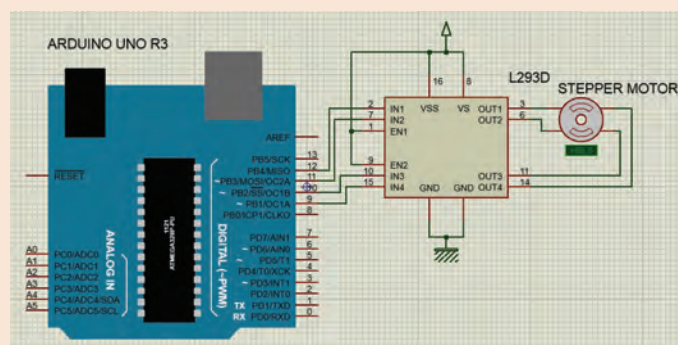 ARDUINO UNO R3
RESET
AREF
13
PB5/SCK
12
PB4/MISO
11
~ PB3/MOSI/OC2A
~ PB2/SS/OC1B
9
~ PB1/OC1A
8
PB0/ICP1/CLKO
7
PD7/AIN1
6
~ PD6/AIN0
5
~ PD5/T1
4
PD4/T0/XCK
3
~ PD3/INT1
2
PD2/INT0
1
TX PD1/TXD
0
RX PD0/RXD
DIGITAL (~PWM)
ANALOG IN
1121
ATMEGA328P-PU
A0 PC0/ADC0
A1 PC1/ADC1
A2 PC2/ADC2
A3 PC3/ADC3
A4 PC4/ADC4/SDA
A5 PC5/ADC5/SCL
L293D
16 8
VSS VS
2 IN1
7 IN2
1 EN1
9 EN2
10 IN3
15 IN4
OUT1 3
OUT2 6
OUT3 11
OUT4 14
GND GND
STEPPER MOTOR